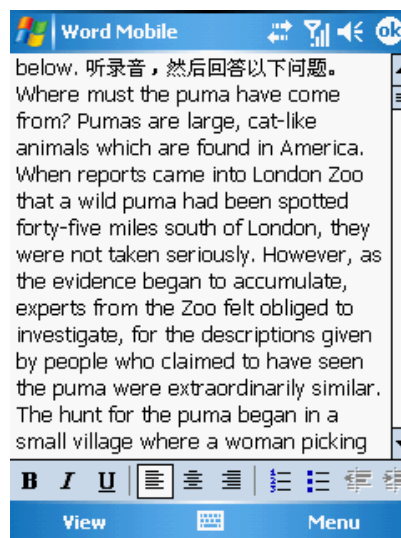 Word Mobile
ok
below. 听录音，然后回答以下问题。
Where must the puma have come
from? Pumas are large, cat-like
animals which are found in America.
When reports came into London Zoo
that a wild puma had been spotted
forty-five miles south of London, they
were not taken seriously. However, as
the evidence began to accumulate,
experts from the Zoo felt obliged to
investigate, for the descriptions given
by people who claimed to have seen
the puma were extraordinarily similar.
The hunt for the puma began in a
small village where a woman picking
B I U
View Menu